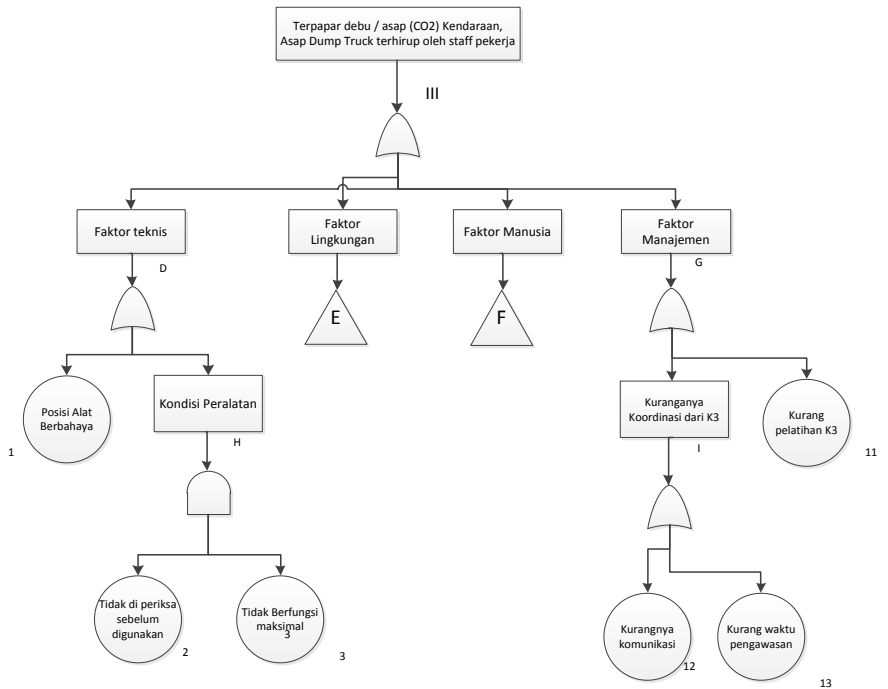 Terpapar debu / asap (CO2) Kendaraan,
Asap Dump Truck terhirup oleh staff pekerja
III
Faktor teknis
Faktor
Lingkungan
Faktor Manusia
Faktor
Manajemen
D
G
E
F
Posisi Alat
Berbahaya
1
Kondisi Peralatan
H
Kuranganya
Koordinasi dari K3
I
Kurang
pelatihan K3
11
Tidak di periksa
sebelum
digunakan
2
Tidak Berfungsi
maksimal
3
3
Kurangnya
komunikasi
12
Kurang waktu
pengawasan
13